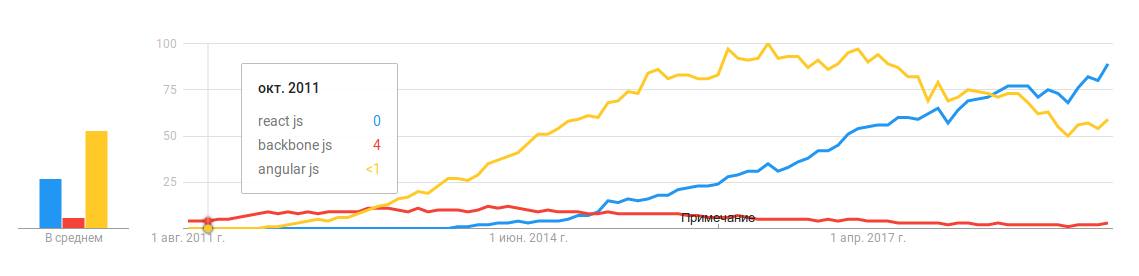 100
75
50
25
окт. 2011
react js 0
backbone js 4
angular js <1
Примечание
В среднем
1 авг. 2011 г.
1 июн. 2014 г.
1 апр. 2017 г.